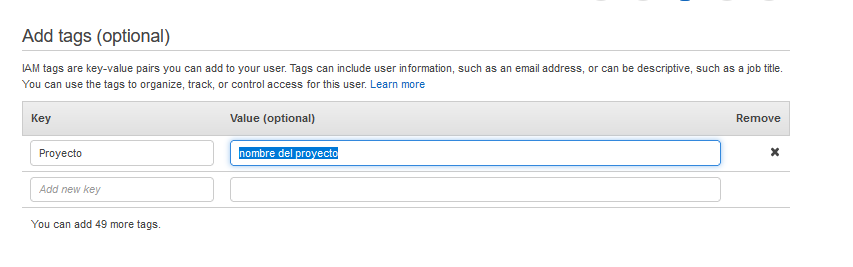 Add tags (optional)
IAM tags are key-value pairs you can add to your user. Tags can include user information, such as an email address, or can be descriptive, such as a job title.
You can use the tags to organize, track, or control access for this user. Learn more
Key Value (optional) Remove
Proyecto nombre del proyecto
Add new key
You can add 49 more tags.